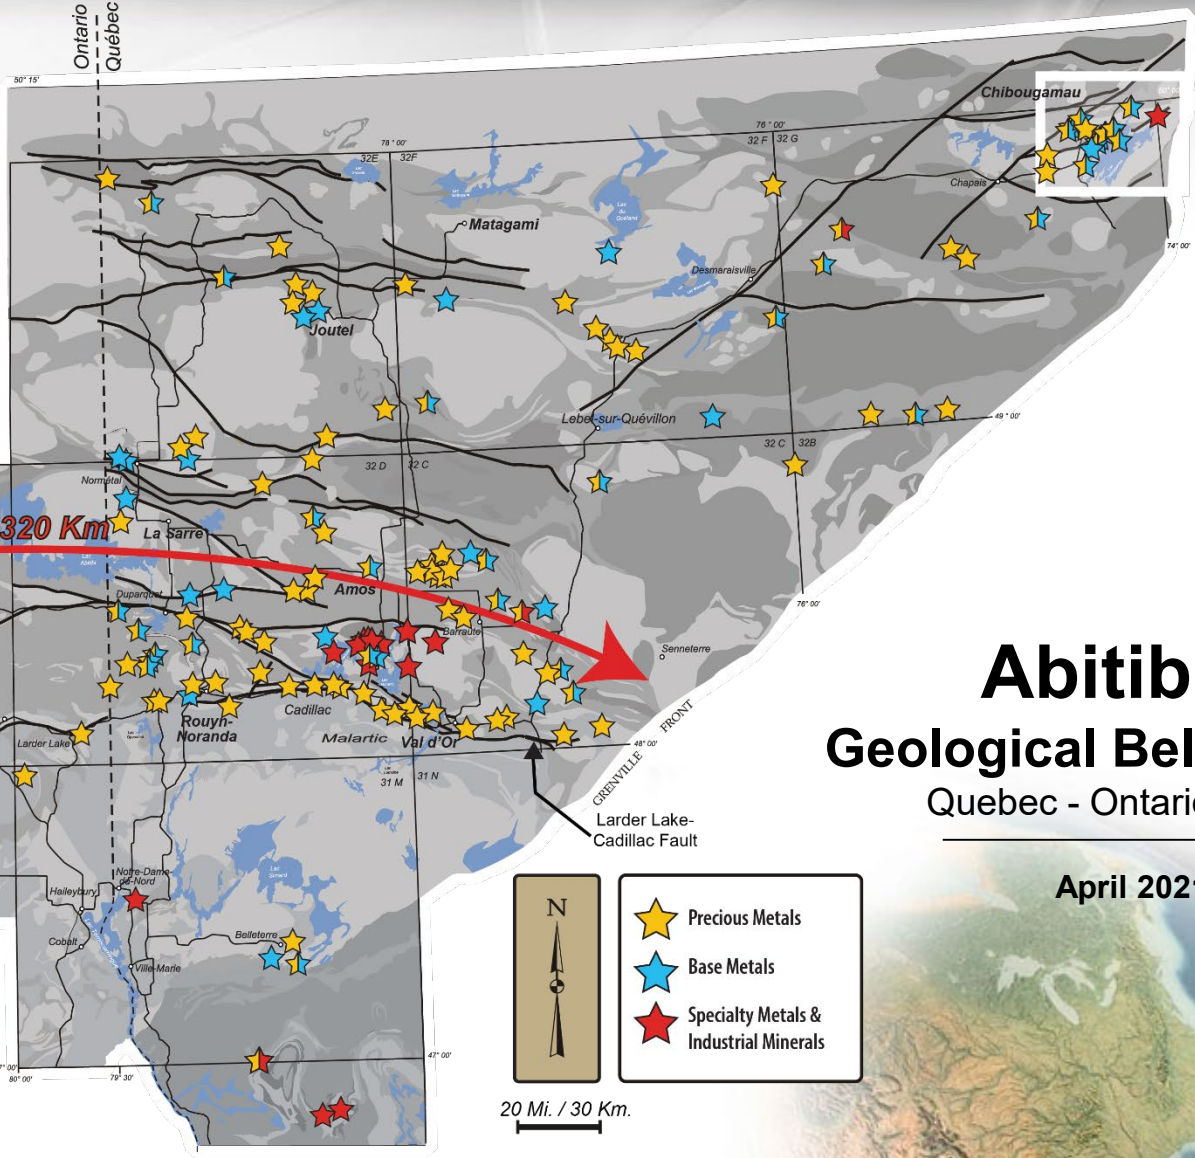 Ontario
Québec
50° 15'
Chibougamau
76° 00'
32 F
32 G
78° 00'
32E
32F
Chapais
Matagami
74° 00'
Desmaraisville
Joutel
Lebel-sur-Quévillon
49° 00'
32 C
32B
32 D
32 C
Normétal
320 Km
La Sarre
Amos
Duparquet
76° 00'
Barraute
Senneterre
Abitib
Geological Bel
Quebec - Ontario
April 2021
Cadillac
Rouyn-
Noranda
Malartic
Val d'Or
Larder Lake
48° 00'
GRENVILLE
FRONT
31 M
31 N
Larder Lake-
Cadillac Fault
Notre-Dame-
du-Nord
Haileybury
Cobalt
Belleterre
Ville-Marie
N
Precious Metals
Base Metals
Specialty Metals &
Industrial Minerals
47° 00'
80° 00'
79° 30'
20 Mi. / 30 Km.